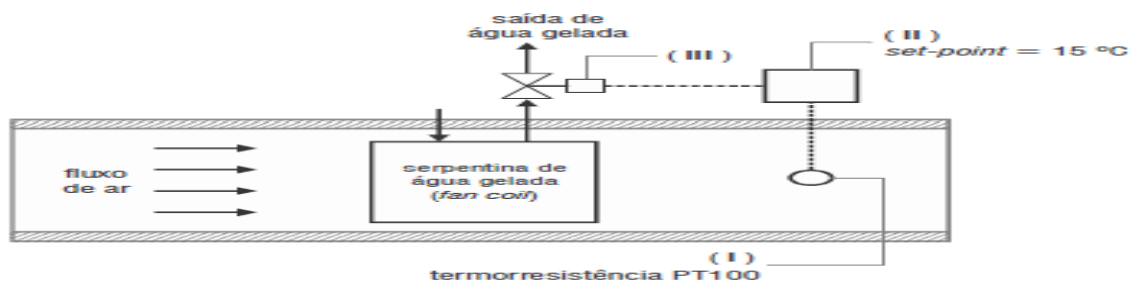 saída de
água gelada
( III )
( II )
set-point = 15 ºC
fluxo
de ar
serpentina de
água gelada
(fan coil)
( I )
termorresistência PT100